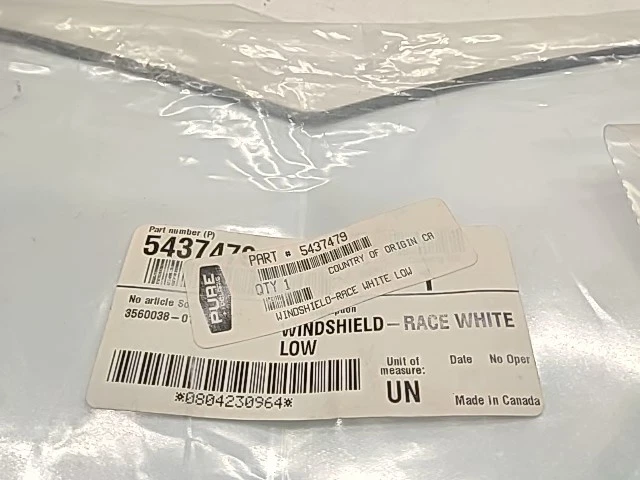 Part number (P)
5437479
PART # 5437479
COUNTRY OF ORIGIN CA
QTY 1
WINDSHIELD-RACE WHITE LOW
PURE
No article
3560038-0
WINDSHIELD-RACE WHITE
LOW
*0804230964*
Unit of
measure:
UN
Date No Oper
Made in Canada